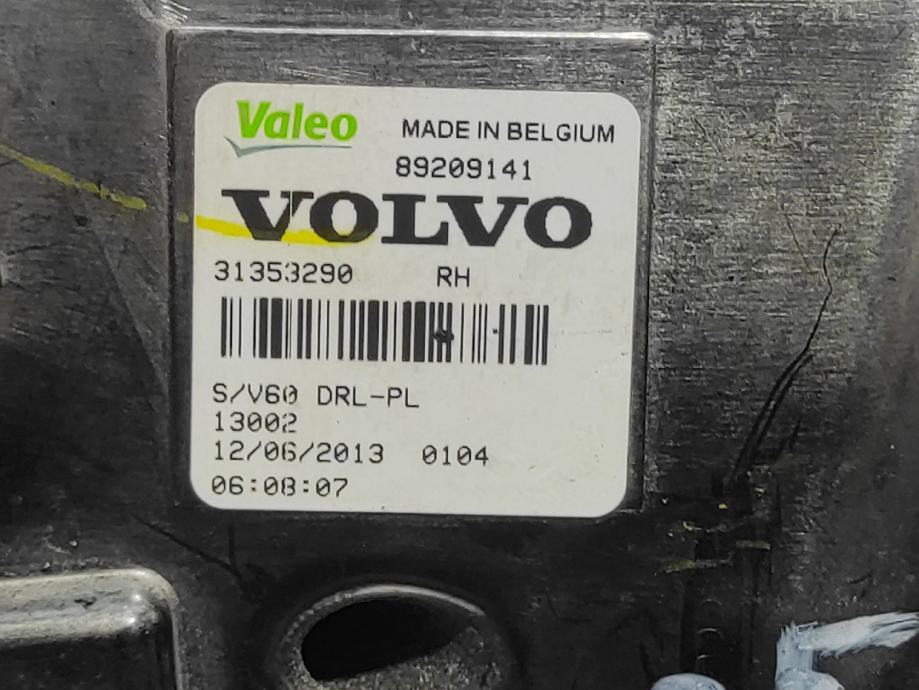 Valeo MADE IN BELGIUM
89209141
VOLVO
31353290 RH
S/V60 DRL-PL
13002
12/06/2013 0104
06:08:07